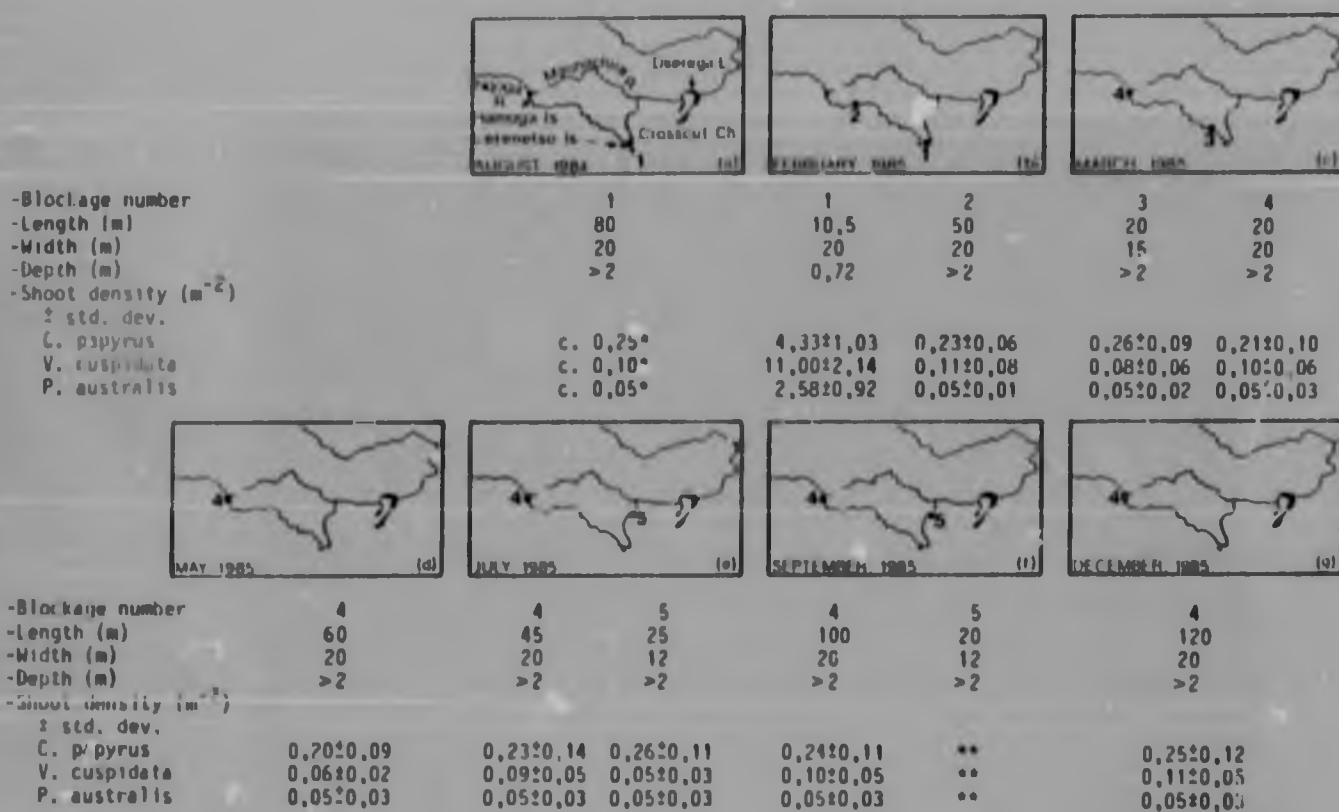 Crosscut Ch
1
AUGUST 1984 (a)
2
1
FEBRUARY 1985 (b)
4
3
MARCH 1985 (c)
-Blockage number 1 1 2 3 4
-Length (m) 80 10,5 50 20 20
-Width (m) 20 20 20 15 20
-Depth (m) >2 0,72 >2 >2 >2
-Shoot density (m-2)
± std. dev.
C. papyrus c. 0,25* 4,33±1,03 0,23±0,06 0,26±0,09 0,21±0,10
V. cuspidata c. 0,10* 11,00±2,14 0,11±0,08 0,08±0,06 0,10±0,06
P. australis c. 0,05* 2,58±0,92 0,05±0,01 0,05±0,02 0,05±0,03
4
MAY 1985 (d)
4
5
JULY 1985 (e)
4
5
SEPTEMBER 1985 (f)
4
DECEMBER 1985 (g)
-Blockage number 4 4 5 4 5 4
-Length (m) 60 45 25 100 20 120
-Width (m) 20 20 12 20 12 20
-Depth (m) >2 >2 >2 >2 >2 >2
-Shoot density (m-2)
± std. dev.
C. papyrus 0,20±0,09 0,23±0,14 0,26±0,11 0,24±0,11 ** 0,25±0,12
V. cuspidata 0,06±0,02 0,09±0,05 0,05±0,03 0,10±0,05 ** 0,11±0,05
P. australis 0,05±0,03 0,05±0,03 0,05±0,03 0,05±0,03 ** 0,05±0,03